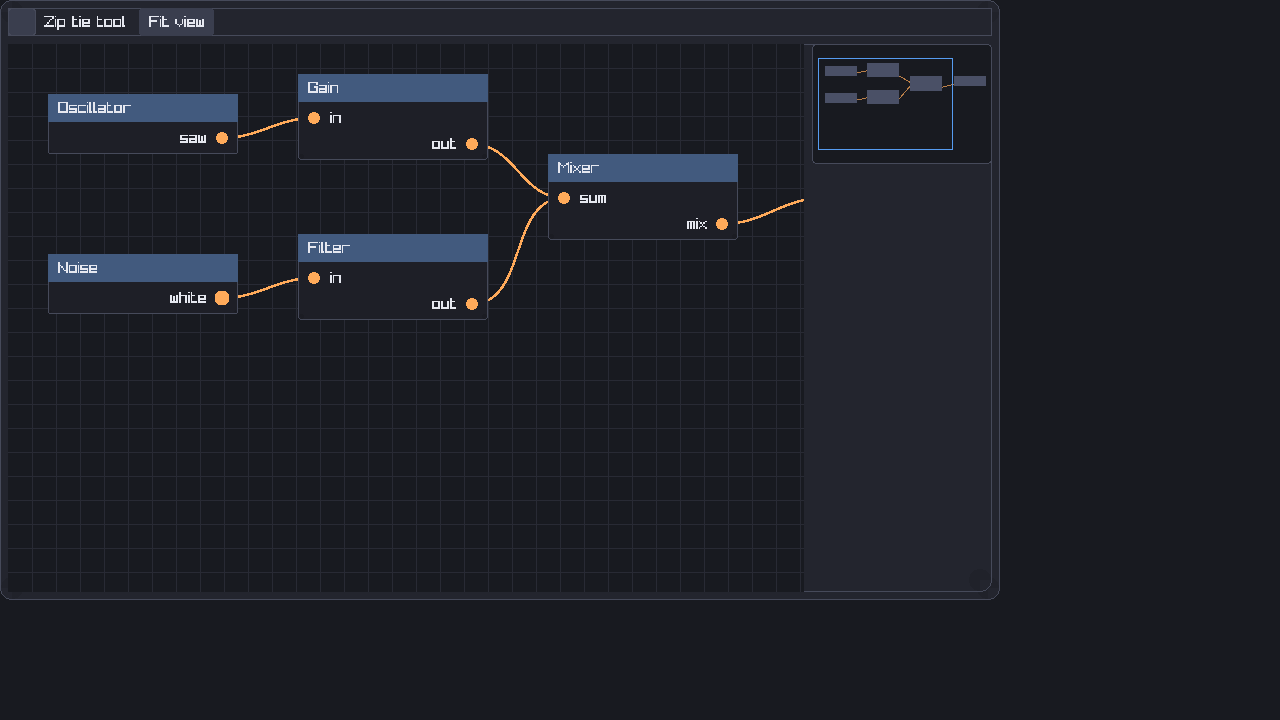 Zip tie tool Fit view
Gain
Oscillator
in
saw
out
Mixer
sum
mix
Filter
Noise
in
white
out